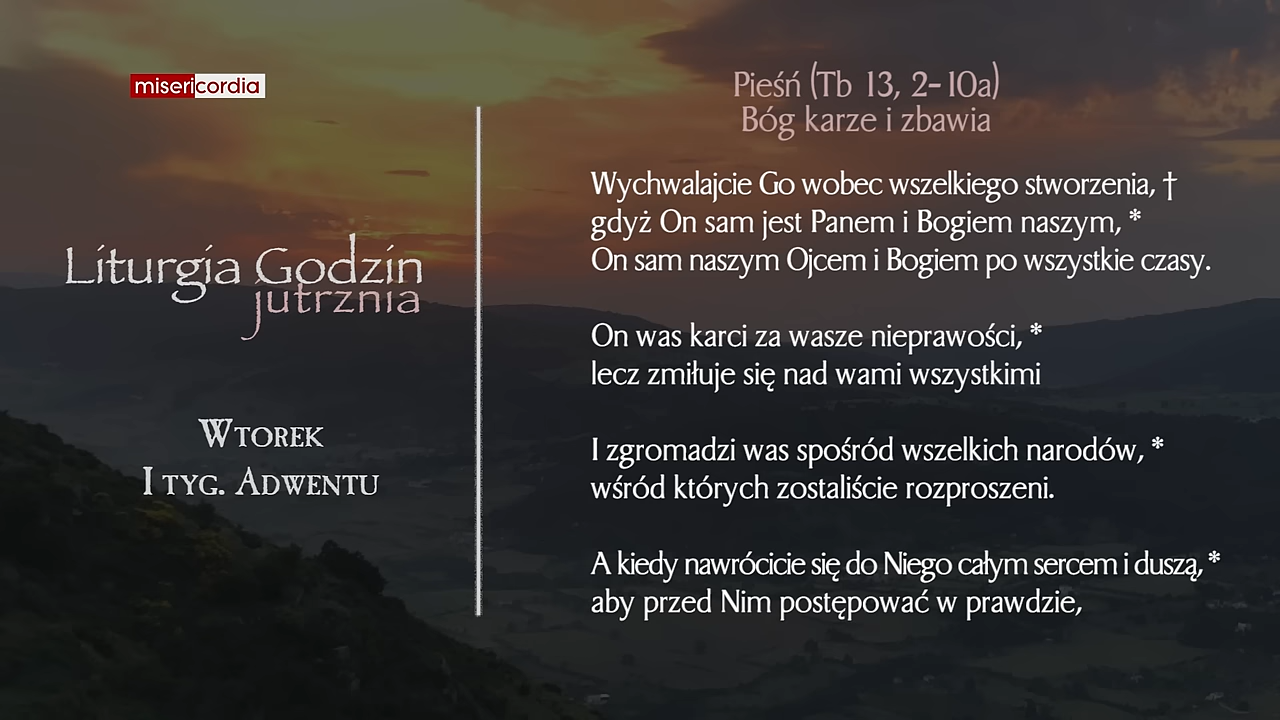 misericordia
Liturgia Godzin
jutrznia
Wtorek
I tyg. Adwentu
Pieśń (Tb 13, 2-10a)
Bóg karze i zbawia
Wychwalajcie Go wobec wszelkiego stworzenia, †
gdyż On sam jest Panem i Bogiem naszym, *
On sam naszym Ojcem i Bogiem po wszystkie czasy.
On was karci za wasze nieprawości, *
lecz zmiłuje się nad wami wszystkimi
I zgromadzi was spośród wszelkich narodów, *
wśród których zostaliście rozproszeni.
A kiedy nawrócicie się do Niego całym sercem i duszą, *
aby przed Nim postępować w prawdzie,